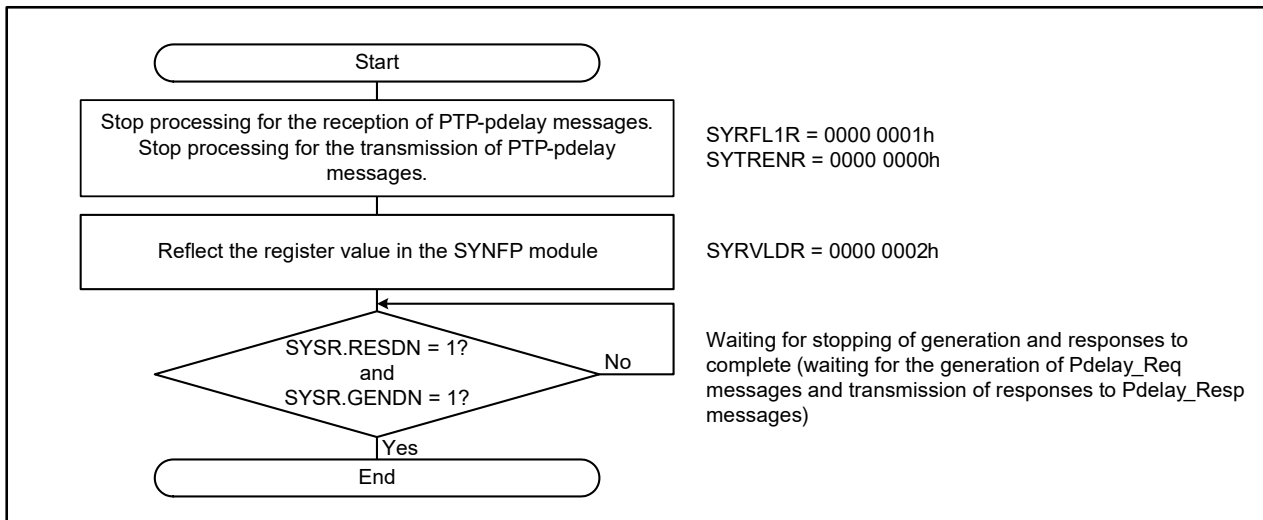 Start
Stop processing for the reception of PTP-pdelay messages.
Stop processing for the transmission of PTP-pdelay
messages.
SYRFL1R = 0000 0001h
SYTRENR = 0000 0000h
Reflect the register value in the SYNFP module
SYRVLDR = 0000 0002h
SYSR.RESDN = 1?
and
SYSR.GENDN = 1?
No
Waiting for stopping of generation and responses to
complete (waiting for the generation of Pdelay_Req
messages and transmission of responses to Pdelay_Resp
messages)
Yes
End